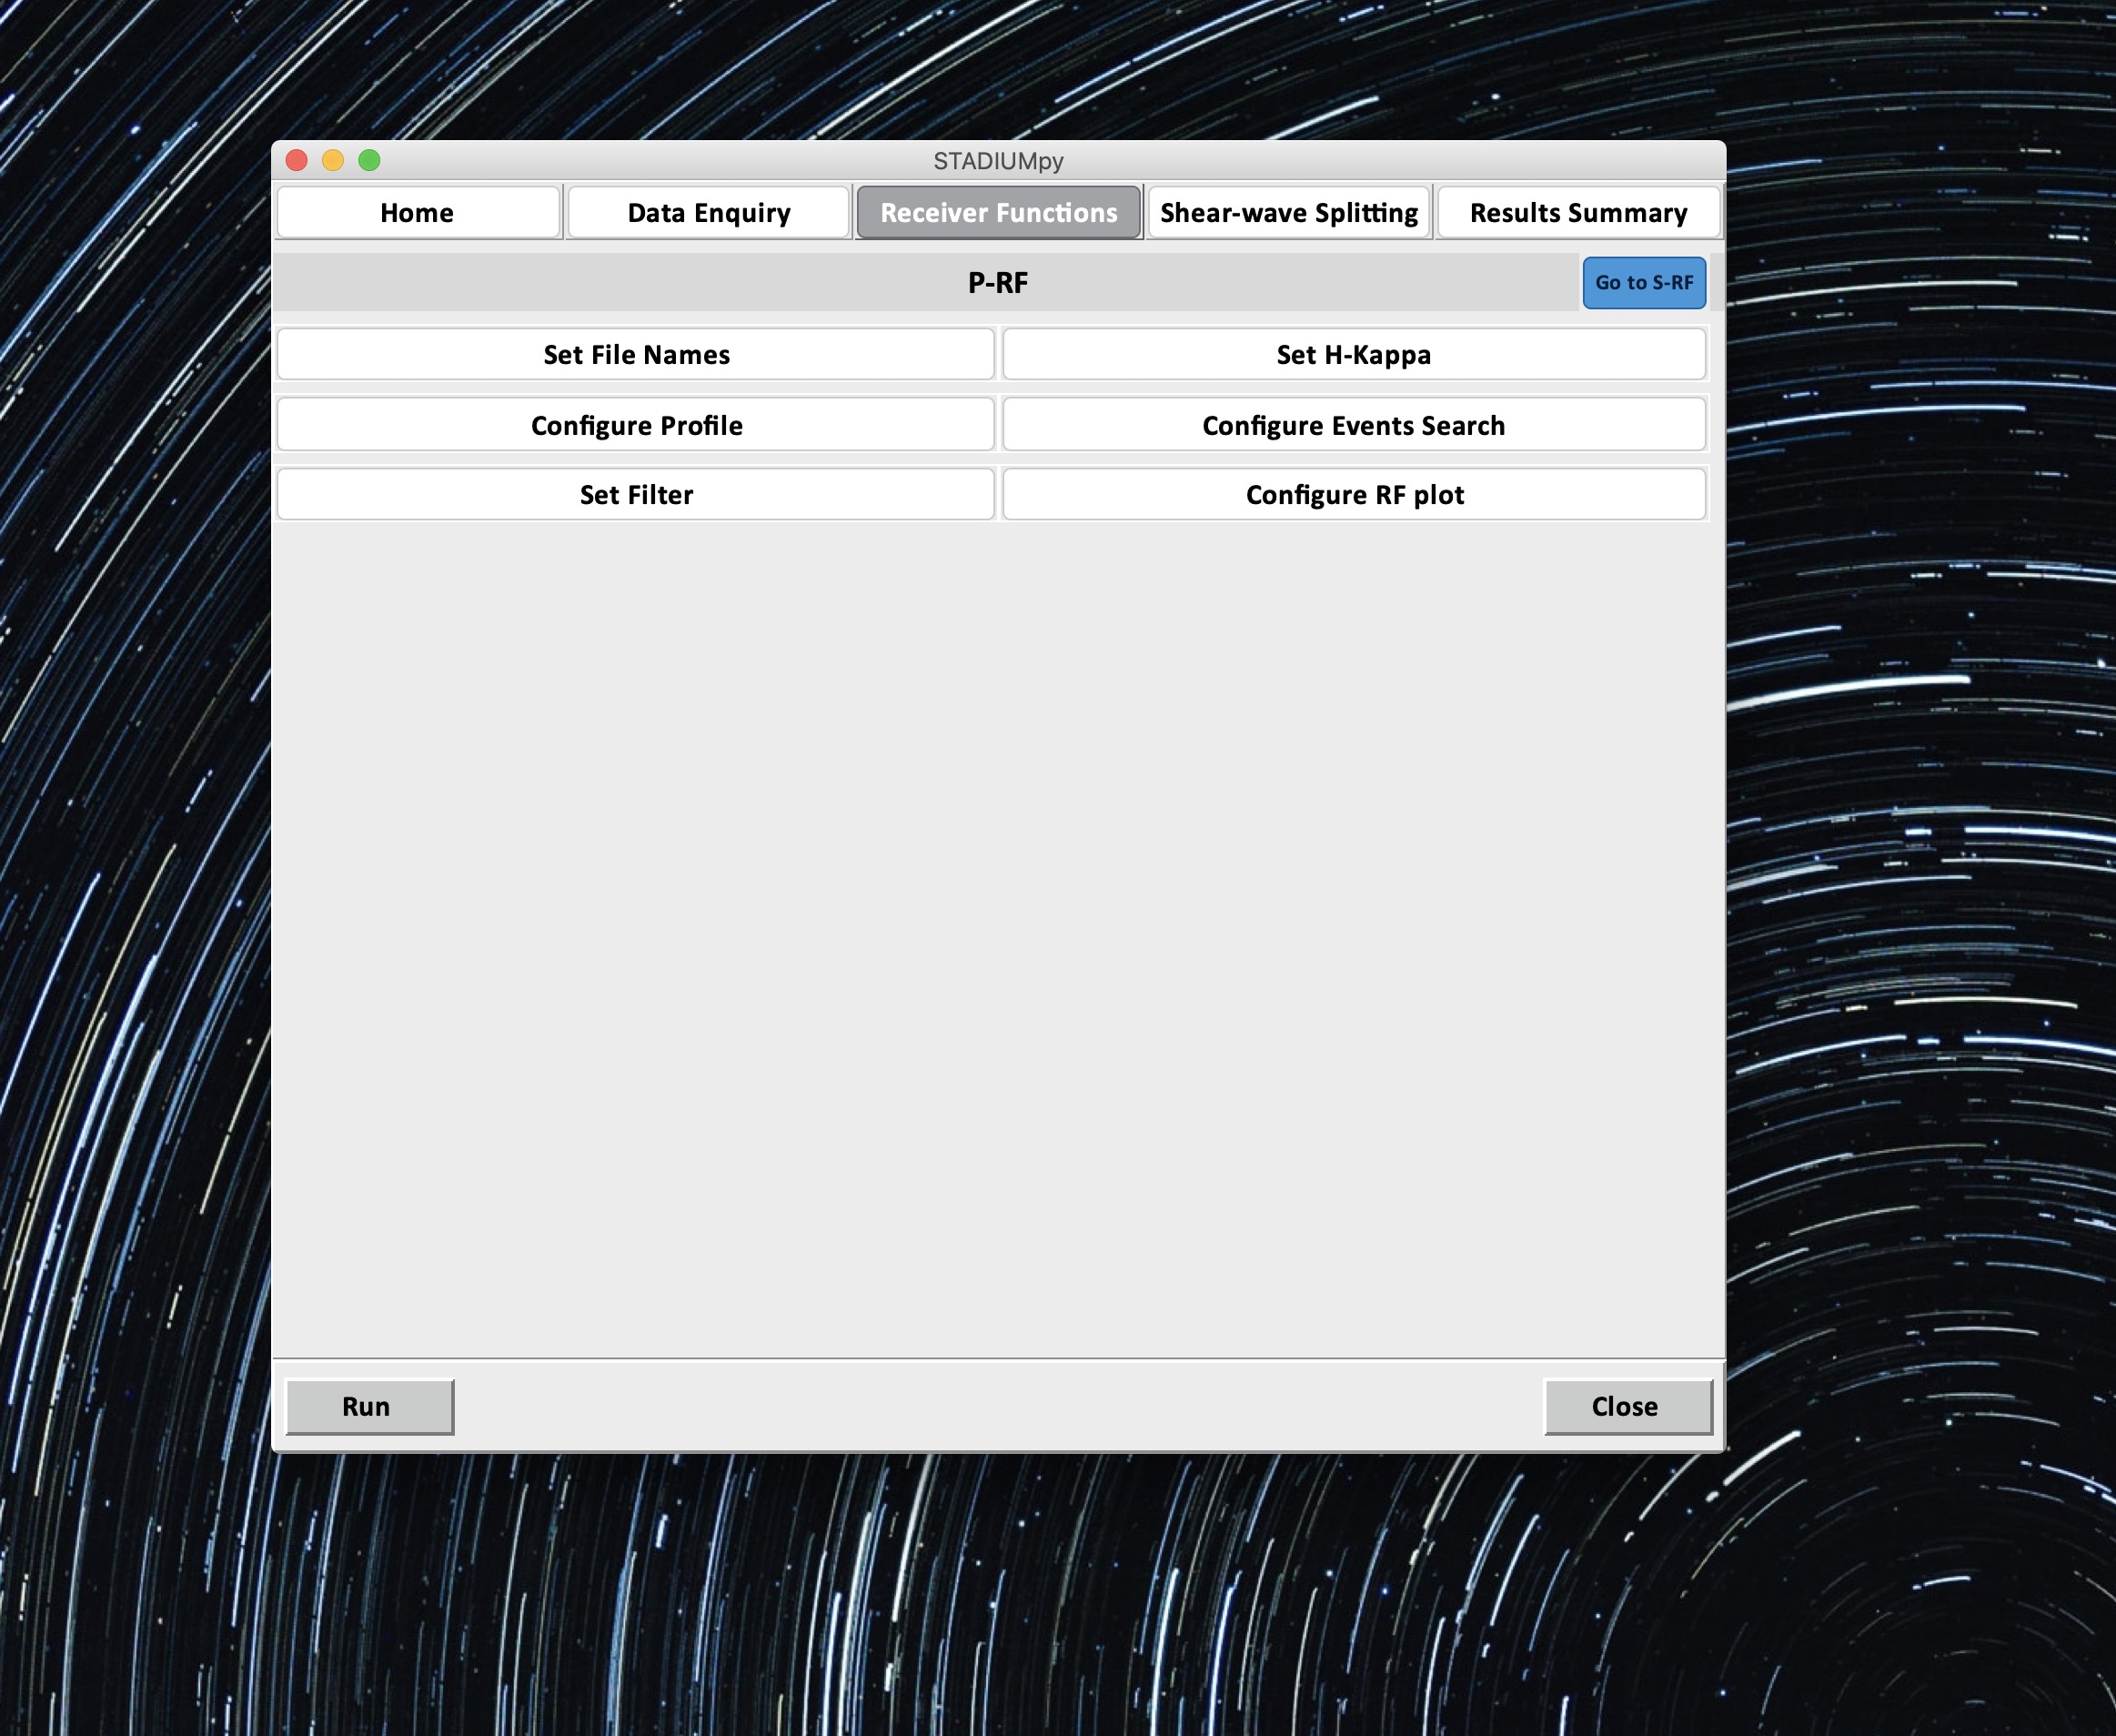 STADIUMpy
Home Data Enquiry Receiver Functions Shear-wave Splitting Results Summary
P-RF Go to S-RF
Set File Names Set H-Kappa
Configure Profile Configure Events Search
Set Filter Configure RF plot
Run Close